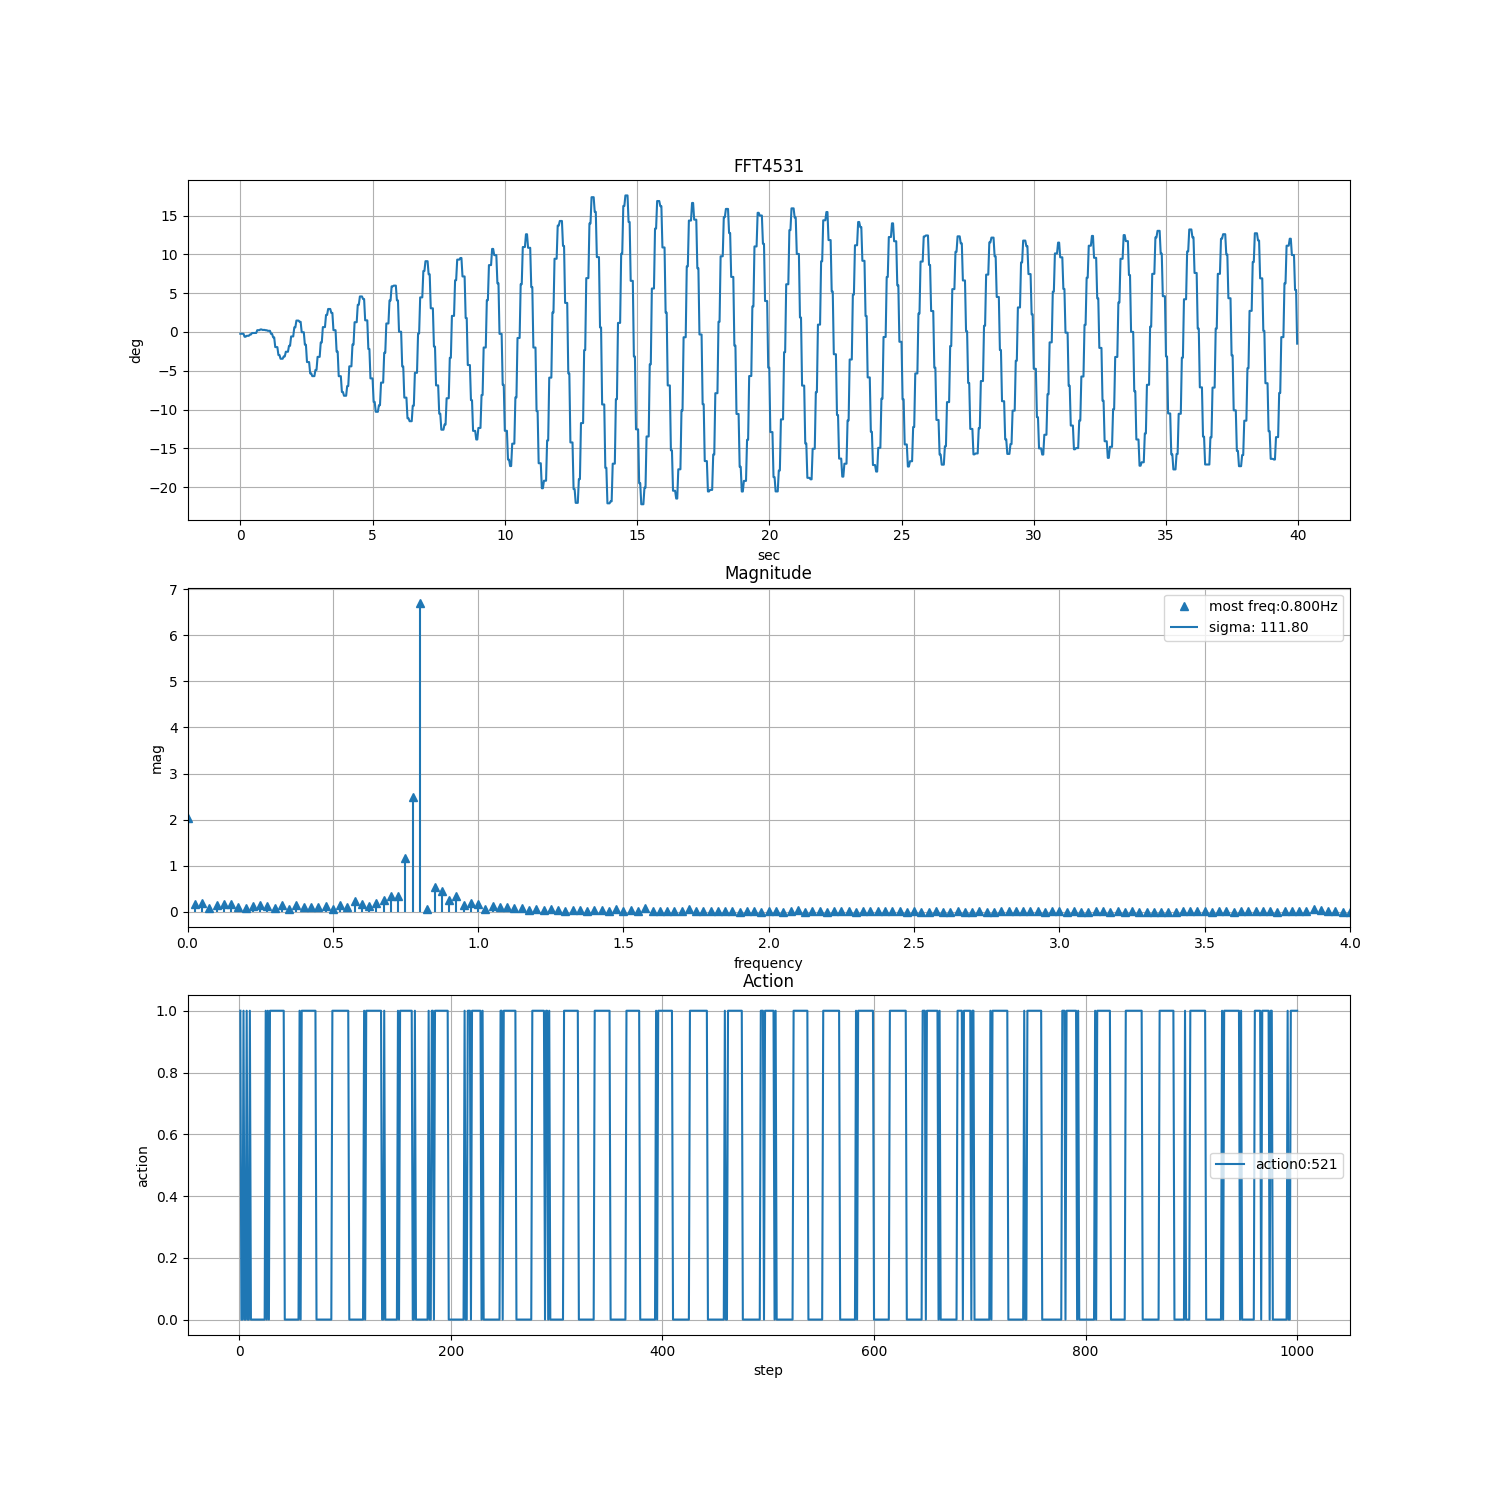 FFT4531
15
10
5
0
−5
−10
−15
−20
deg
0 5 10 15 20 25 30 35 40
sec
Magnitude
7
6
5
4
3
2
1
0
mag
most freq:0.800Hz
sigma: 111.80
0.0 0.5 1.0 1.5 2.0 2.5 3.0 3.5 4.0
frequency
Action
1.0
0.8
0.6
0.4
0.2
0.0
action
action0:521
0 200 400 600 800 1000
step